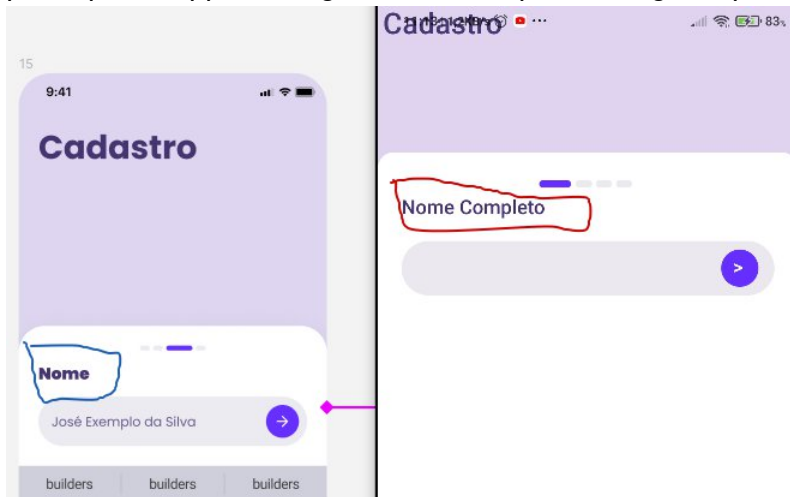 15
9:41
Cadastro
Nome
José Exemplo da Silva
builders builders builders
Cadastro
83%
Nome Completo
>